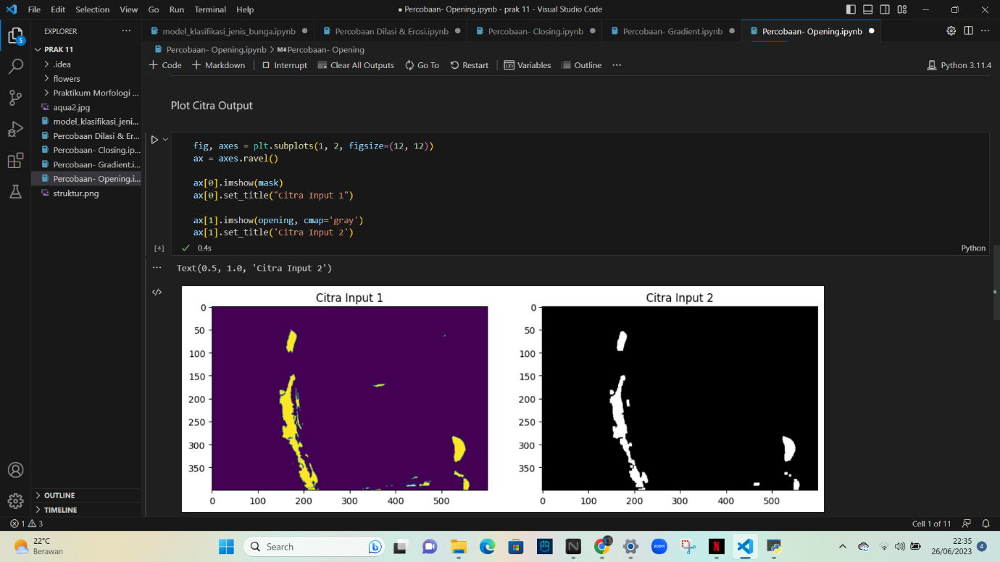 File Edit Selection View Go Run Terminal Help
● Percobaan- Opening.ipynb - prak 11 - Visual Studio Code
EXPLORER ···
model_klasifikasi_jenis_bunga.ipynb ●
Percobaan Dilasi & Erosi.ipynb ●
Percobaan- Closing.ipynb ●
Percobaan- Gradient.ipynb ●
Percobaan- Opening.ipynb ●
5
PRAK 11
.idea
flowers
Praktikum Morfologi ...
aqua2.jpg
model_klasifikasi_jeni...
Percobaan Dilasi & Er...
Percobaan- Closing.ip...
Percobaan- Gradient.i...
Percobaan- Opening.i...
struktur.png
Percobaan- Opening.ipynb > M↓Percobaan- Opening
+ Code + Markdown Interrupt Clear All Outputs Go To Restart Variables Outline ··· Python 3.11.4
Plot Citra Output
fig, axes = plt.subplots(1, 2, figsize=(12, 12))
ax = axes.ravel()
ax[0].imshow(mask)
ax[0].set_title("Citra Input 1")
ax[1].imshow(opening, cmap='gray')
ax[1].set_title('Citra Input 2')
[4] ✓ 0.4s Python
··· Text(0.5, 1.0, 'Citra Input 2')
Citra Input 1
0
50
100
150
200
250
300
350
0 100 200 300 400 500
Citra Input 2
0
50
100
150
200
250
300
350
0 100 200 300 400 500
OUTLINE
TIMELINE
1 3
Cell 1 of 11
22°C
Berawan
Search
zoom
N
N
22:35
26/06/2023
4